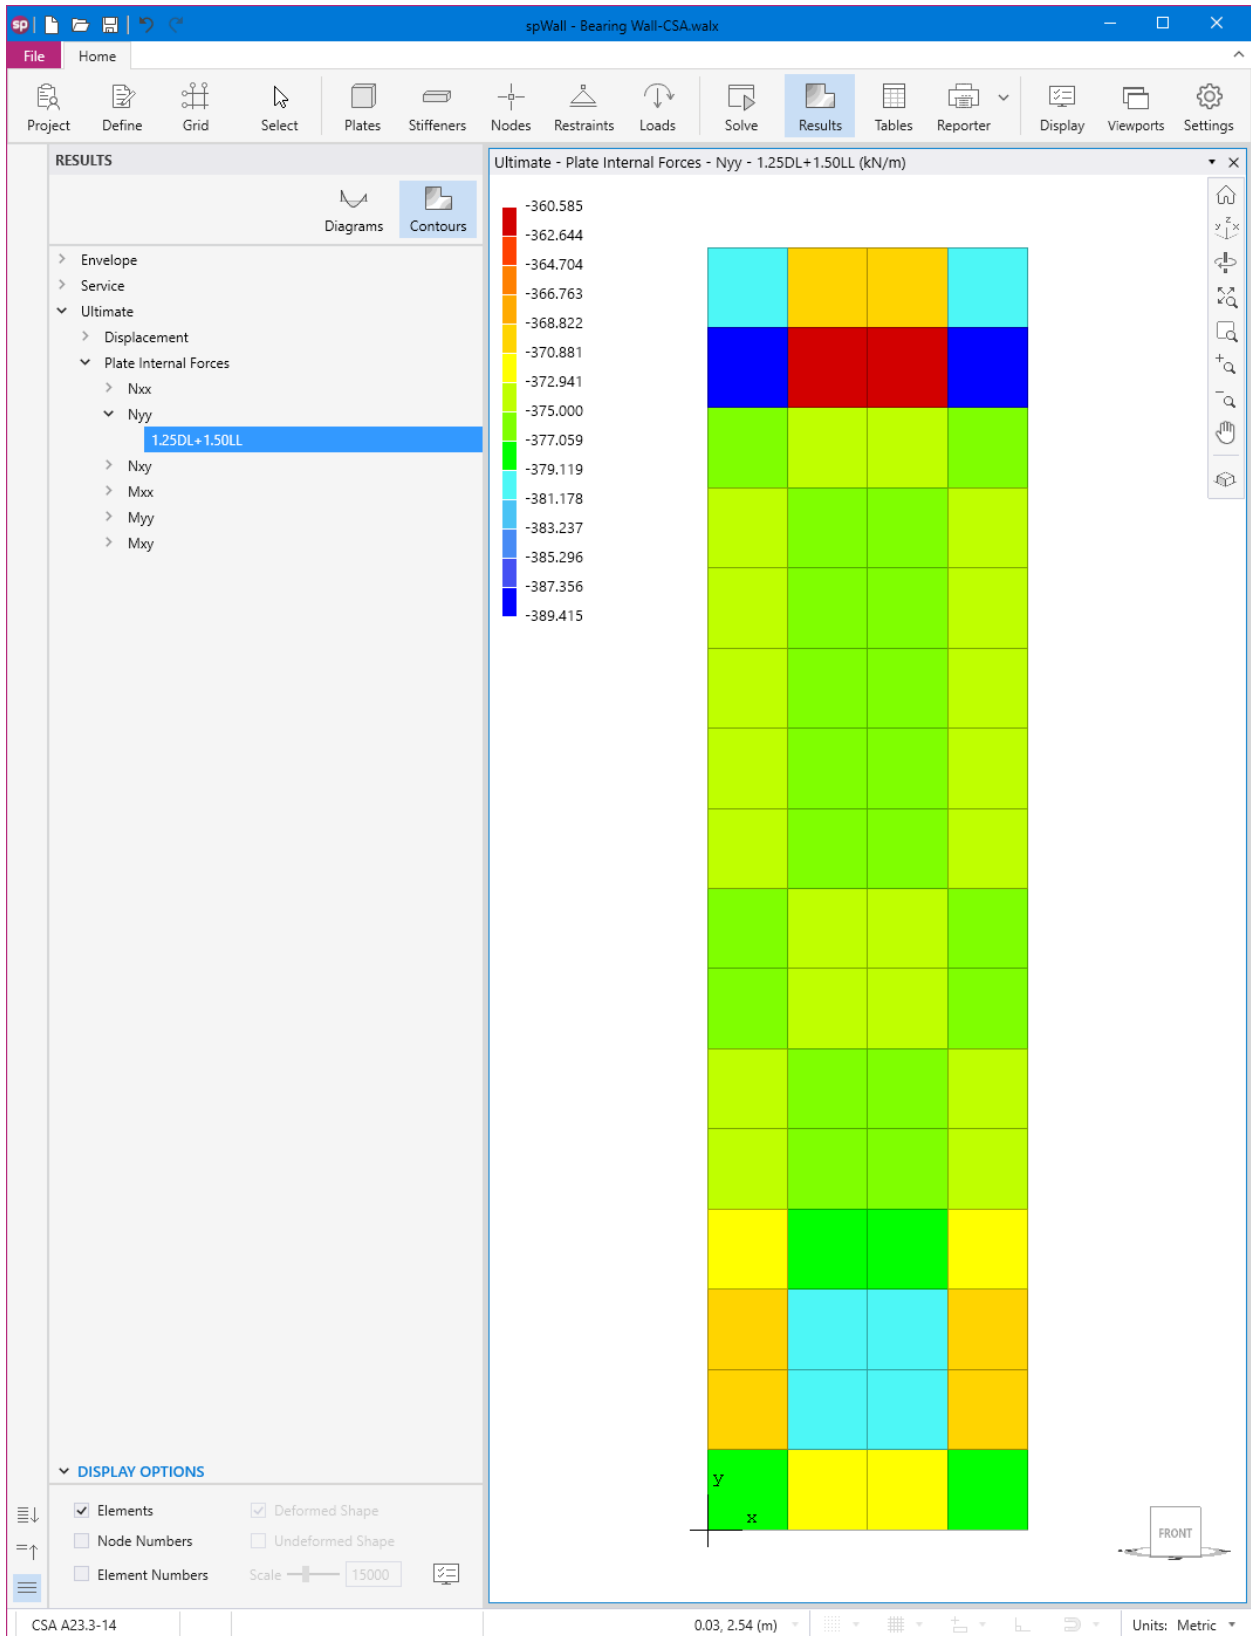 sp
spWall - Bearing Wall-CSA.walx
File Home
Project Define Grid Select Plates Stiffeners Nodes Restraints Loads Solve Results Tables Reporter Display Viewports Settings
RESULTS
Diagrams Contours
Envelope
Service
Ultimate
Displacement
Plate Internal Forces
Nxx
Nyy
1.25DL+1.50LL
Nxy
Mxx
Myy
Mxy
DISPLAY OPTIONS
Elements Deformed Shape
Node Numbers Undeformed Shape
Element Numbers Scale 15000
Ultimate - Plate Internal Forces - Nyy - 1.25DL+1.50LL (kN/m)
-360.585
-362.644
-364.704
-366.763
-368.822
-370.881
-372.941
-375.000
-377.059
-379.119
-381.178
-383.237
-385.296
-387.356
-389.415
z
y x
y
x
FRONT
CSA A23.3-14 0.03, 2.54 (m) Units: Metric